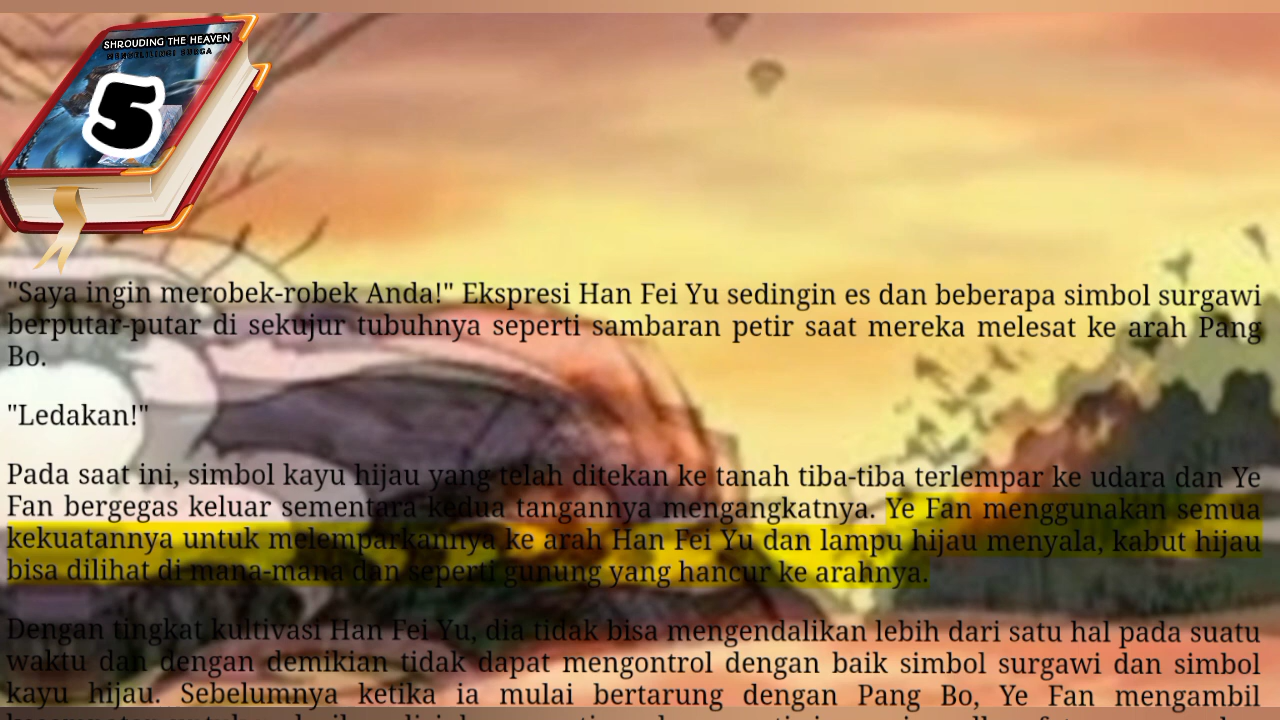 SHROUDING THE HEAVEN
5
"Saya ingin merobek-robek Anda!" Ekspresi Han Fei Yu sedingin es dan beberapa simbol surgawi
berputar-putar di sekujur tubuhnya seperti sambaran petir saat mereka melesat ke arah Pang
Bo.
"Ledakan!"
Pada saat ini, simbol kayu hijau yang telah ditekan ke tanah tiba-tiba terlempar ke udara dan Ye
Fan bergegas keluar sementara kedua tangannya mengangkatnya. Ye Fan menggunakan semua
kekuatannya untuk melemparkannya ke arah Han Fei Yu dan lampu hijau menyala, kabut hijau
bisa dilihat di mana-mana dan seperti gunung yang hancur ke arahnya.
Dengan tingkat kultivasi Han Fei Yu, dia tidak bisa mengendalikan lebih dari satu hal pada suatu
waktu dan dengan demikian tidak dapat mengontrol dengan baik simbol surgawi dan simbol
kayu hijau. Sebelumnya ketika ia mulai bertarung dengan Pang Bo, Ye Fan mengambil